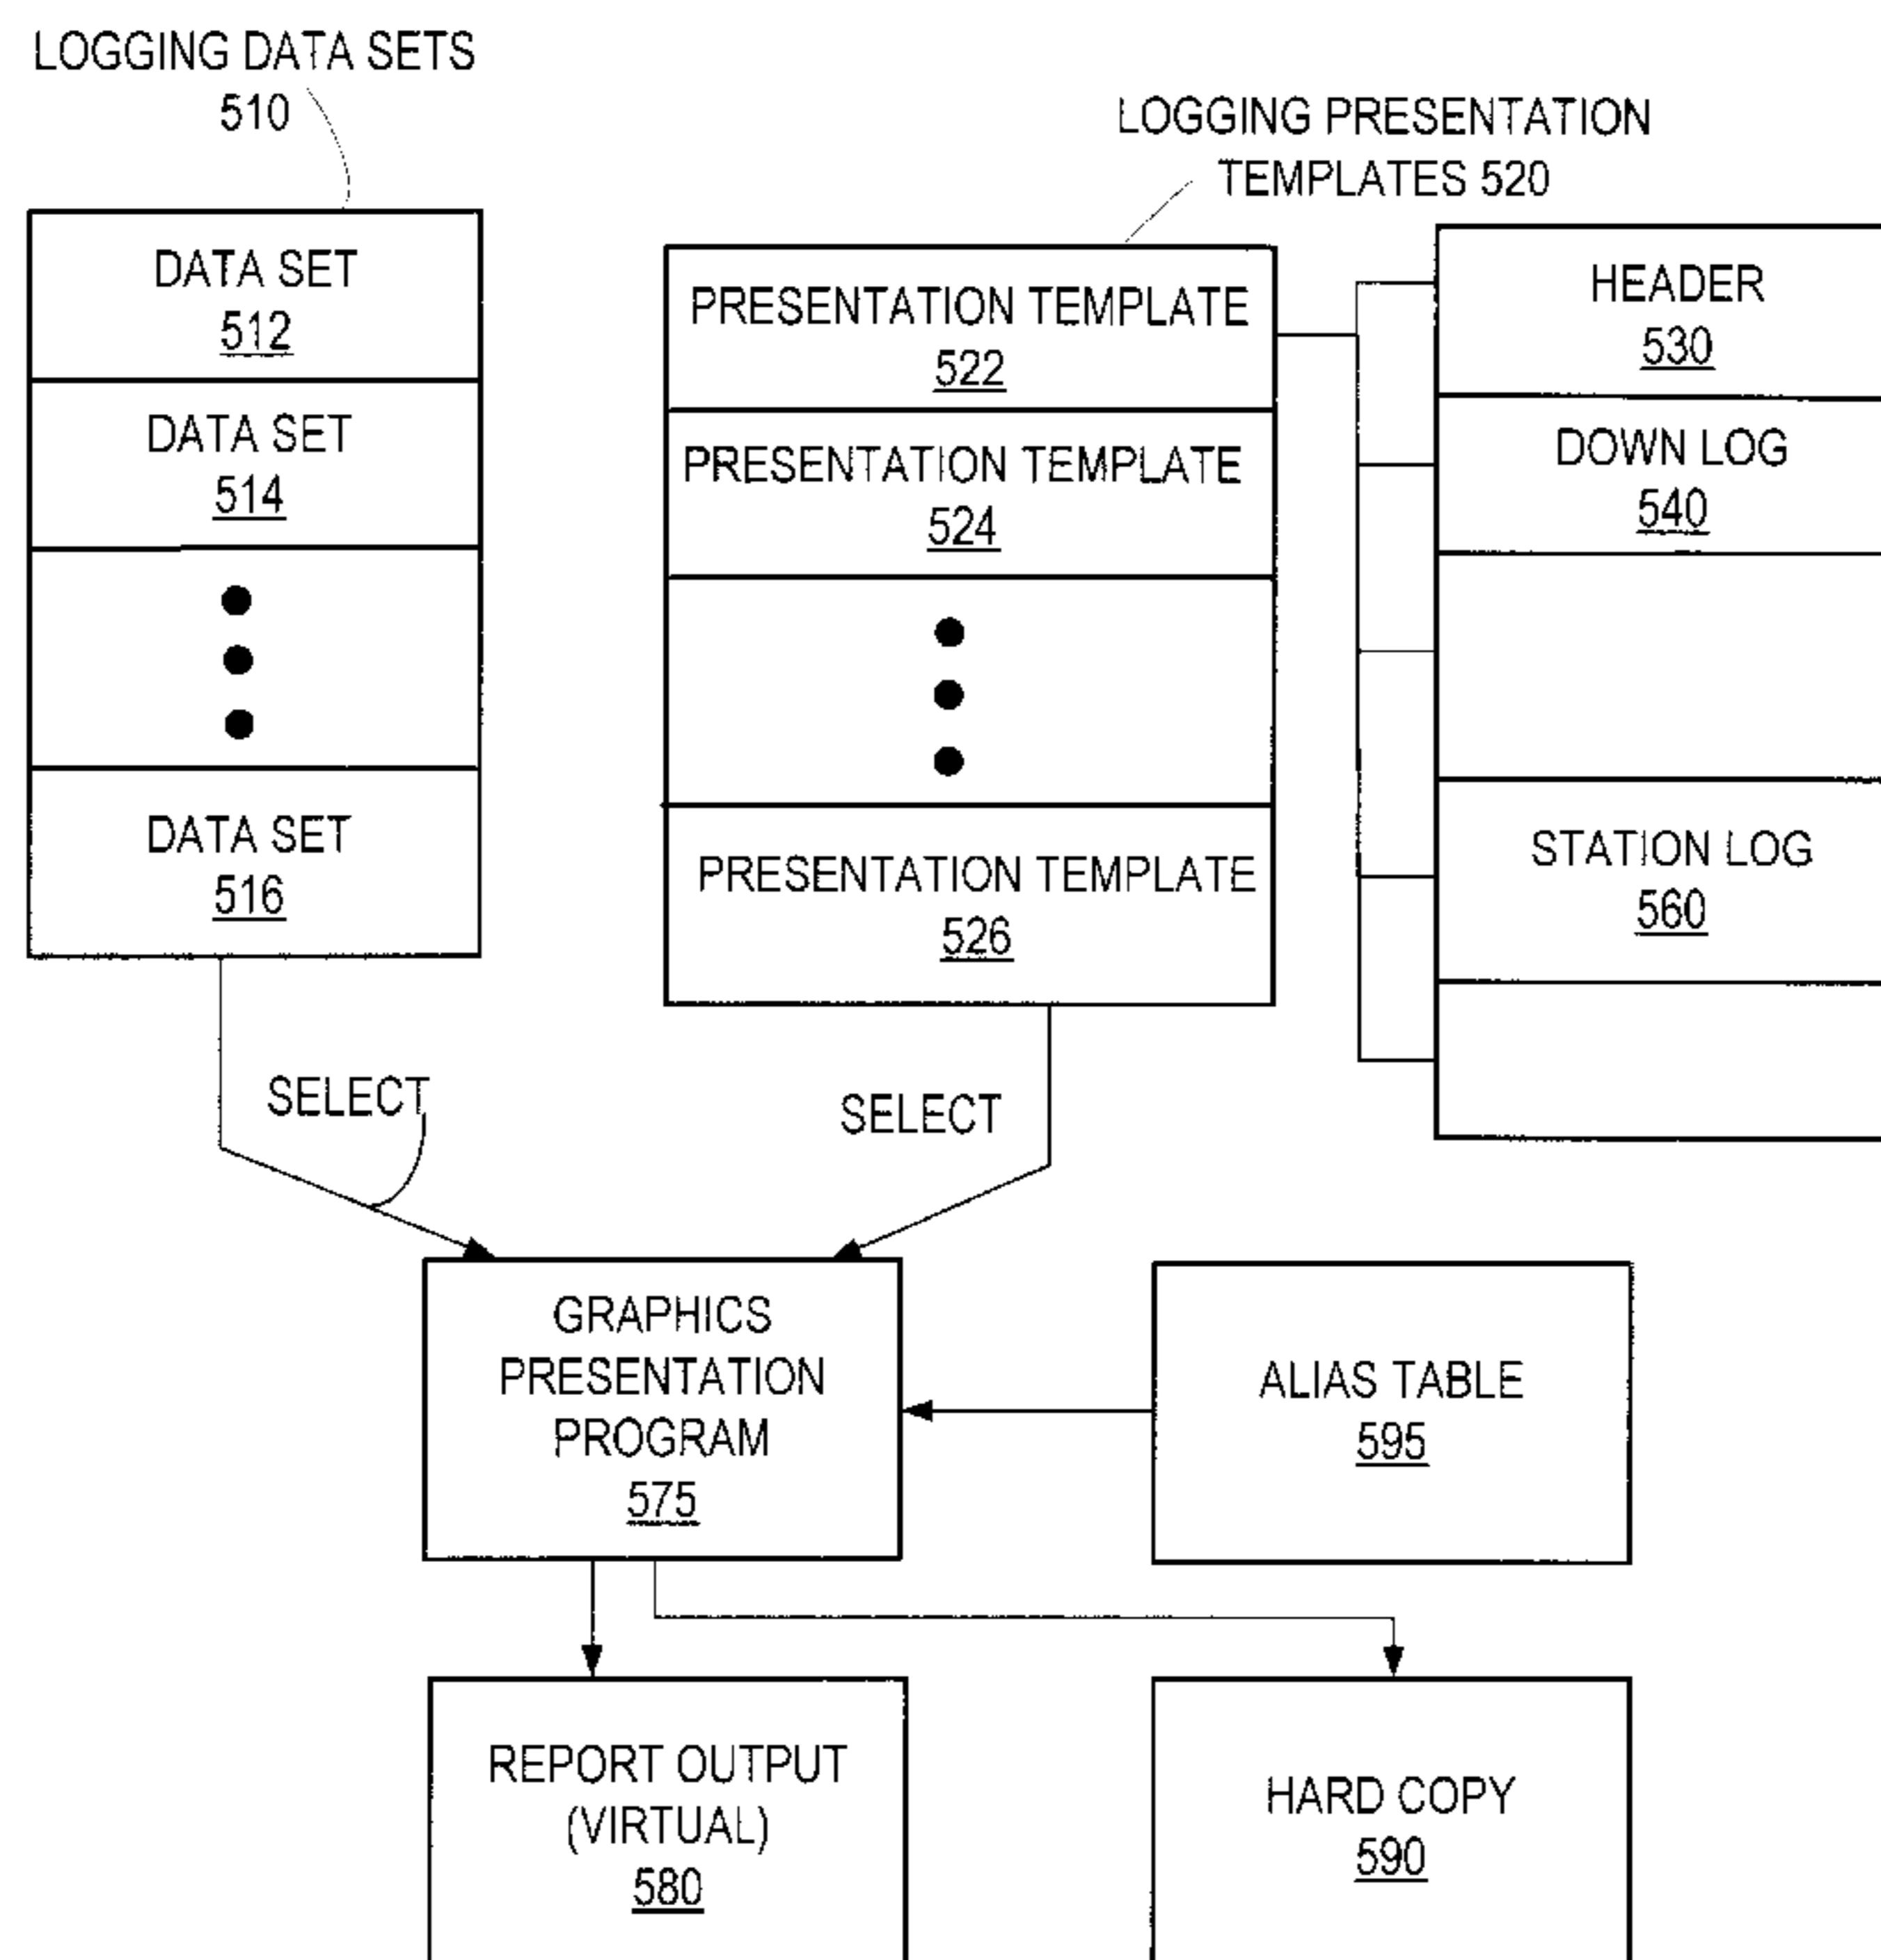 LOGGING DATA SETS
510
DATA SET
512
DATA SET
514
DATA SET
516
LOGGING PRESENTATION
TEMPLATES 520
PRESENTATION TEMPLATE
522
PRESENTATION TEMPLATE
524
PRESENTATION TEMPLATE
526
HEADER
530
DOWN LOG
540
STATION LOG
560
SELECT
SELECT
GRAPHICS
PRESENTATION
PROGRAM
575
ALIAS TABLE
595
REPORT OUTPUT
(VIRTUAL)
580
HARD COPY
590